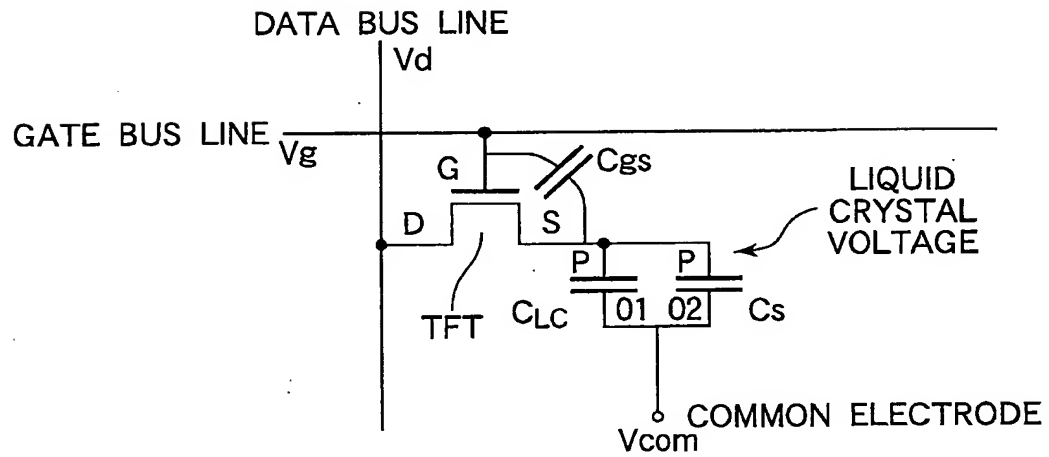 DATA BUS LINE
Vd
GATE BUS LINE
Vg
G
Cgs
LIQUID
CRYSTAL
VOLTAGE
D
S
P
P
TFT
CLC
01
02
Cs
COMMON ELECTRODE
Vcom